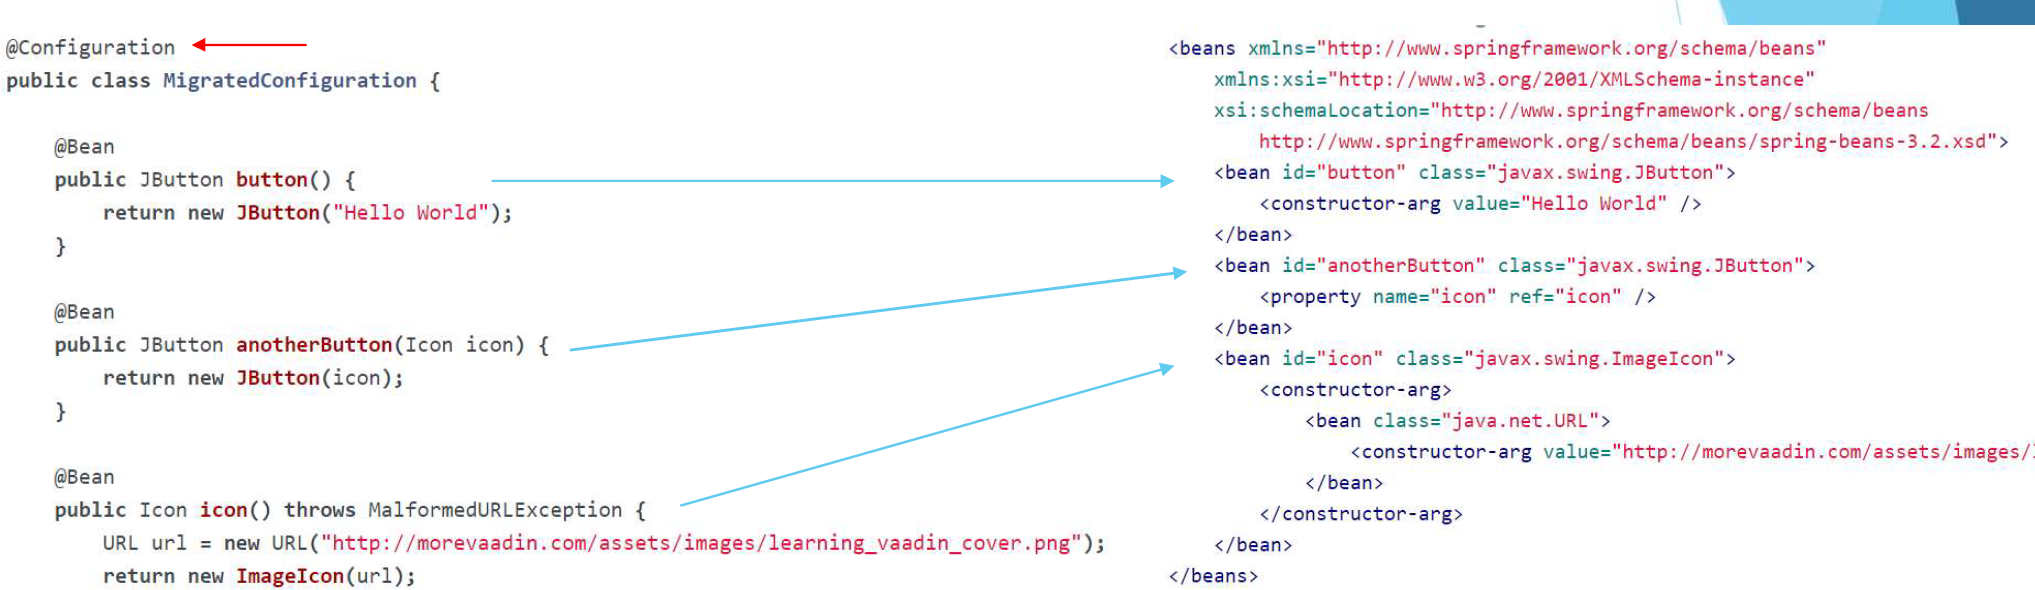 @Configuration
public class MigratedConfiguration {
@Bean
public JButton button() {
return new JButton("Hello World");
}
@Bean
public JButton anotherButton(Icon icon) {
return new JButton(icon);
}
@Bean
public Icon icon() throws MalformedURLException {
URL url = new URL("http://morevaadin.com/assets/images/learning_vaadin_cover.png");
return new ImageIcon(url);
<beans xmlns="http://www.springframework.org/schema/beans"
xmlns:xsi="http://www.w3.org/2001/XMLSchema-instance"
xsi:schemaLocation="http://www.springframework.org/schema/beans
http://www.springframework.org/schema/beans/spring-beans-3.2.xsd">
<bean id="button" class="javax.swing.JButton">
<constructor-arg value="Hello World" />
</bean>
<bean id="anotherButton" class="javax.swing.JButton">
<property name="icon" ref="icon" />
</bean>
<bean id="icon" class="javax.swing.ImageIcon">
<constructor-arg>
<bean class="java.net.URL">
<constructor-arg value="http://morevaadin.com/assets/images/
</bean>
</constructor-arg>
</bean>
</beans>